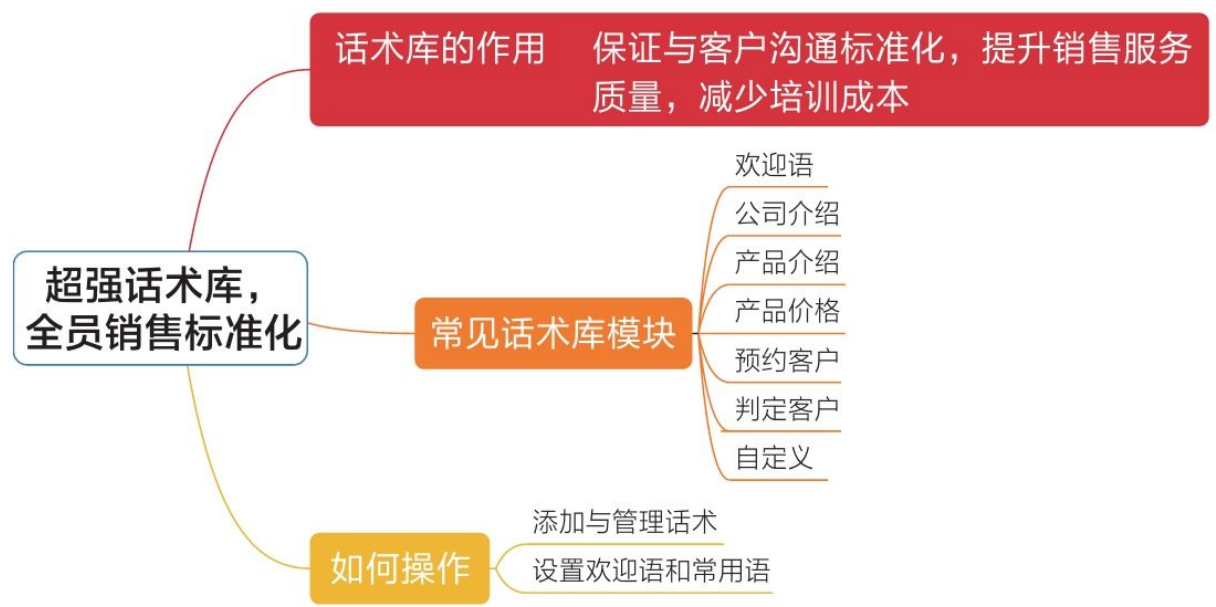 超强话术库，
全员销售标准化
话术库的作用 保证与客户沟通标准化，提升销售服务
质量，减少培训成本
常见话术库模块
欢迎语
公司介绍
产品介绍
产品价格
预约客户
判定客户
自定义
如何操作
添加与管理话术
设置欢迎语和常用语